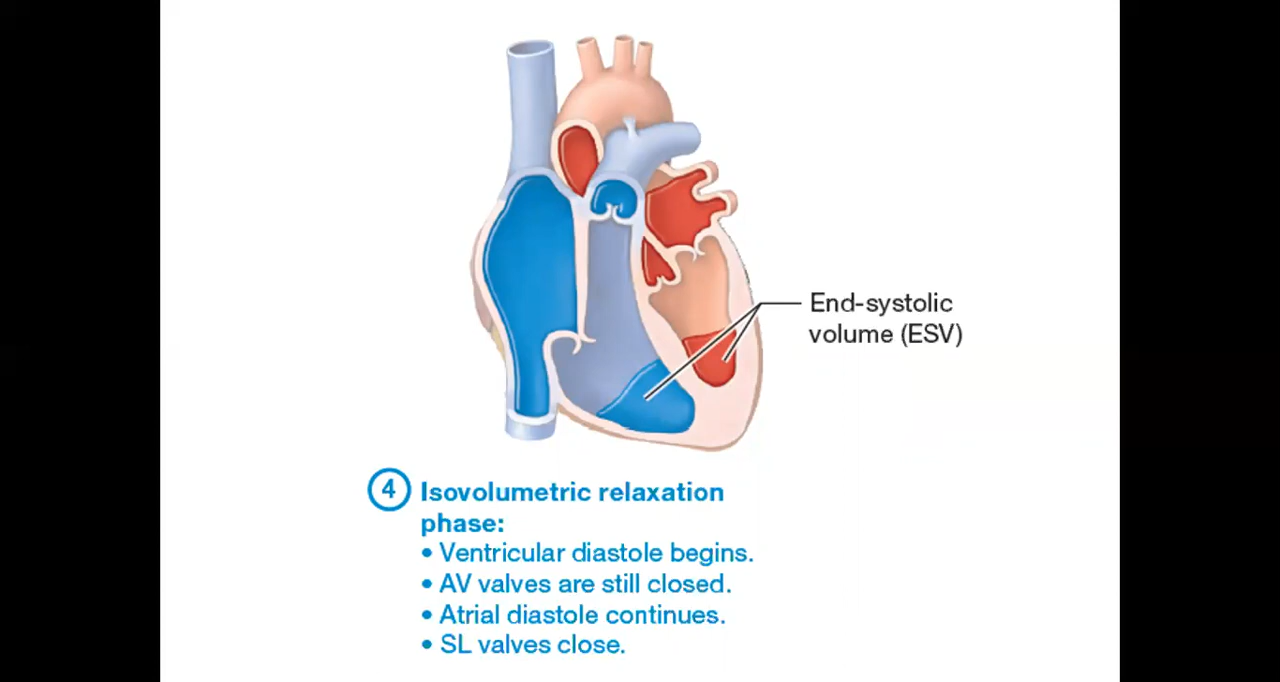 End-systolic
volume (ESV)
4 Isovolumetric relaxation
phase:
• Ventricular diastole begins.
• AV valves are still closed.
• Atrial diastole continues.
• SL valves close.